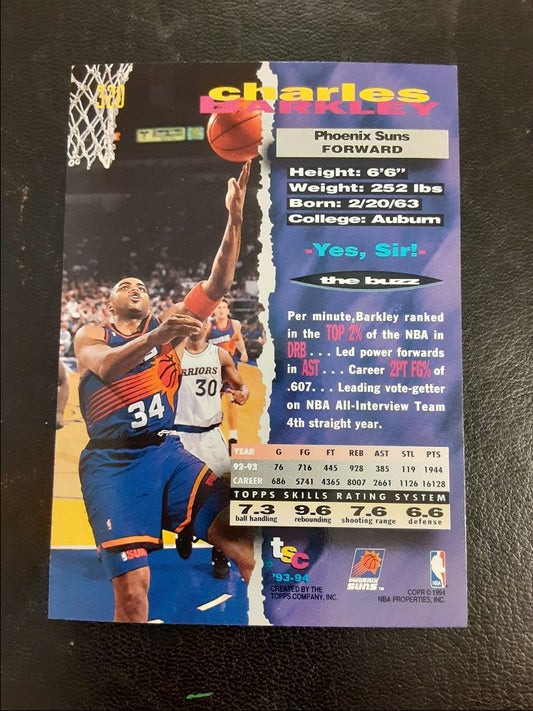 320
charles
BARKLEY
Phoenix Suns
FORWARD
Height: 6'6"
Weight: 252 lbs
Born: 2/20/63
College: Auburn
-Yes, Sir!-
the buzz
Per minute,Barkley ranked
in the TOP 2% of the NBA in
DRB . . . Led power forwards
in AST . . . Career 2PT FG% of
.607. . . Leading vote-getter
on NBA All-Interview Team
4th straight year.
YEAR G FG FT REB AST STL PTS
92-93 76 716 445 928 385 119 1944
CAREER 686 5741 4365 8007 2661 1126 16128
TOPPS SKILLS RATING SYSTEM
7.3 9.6 7.6 6.6
ball handling rebounding shooting range defense
34
RRIORS
30
SUNS
tsc
'93-94
CREATED BY THE
TOPPS COMPANY, INC.
PHOENIX
SUNS™
NBA
COPR © 1994
NBA PROPERTIES, INC.